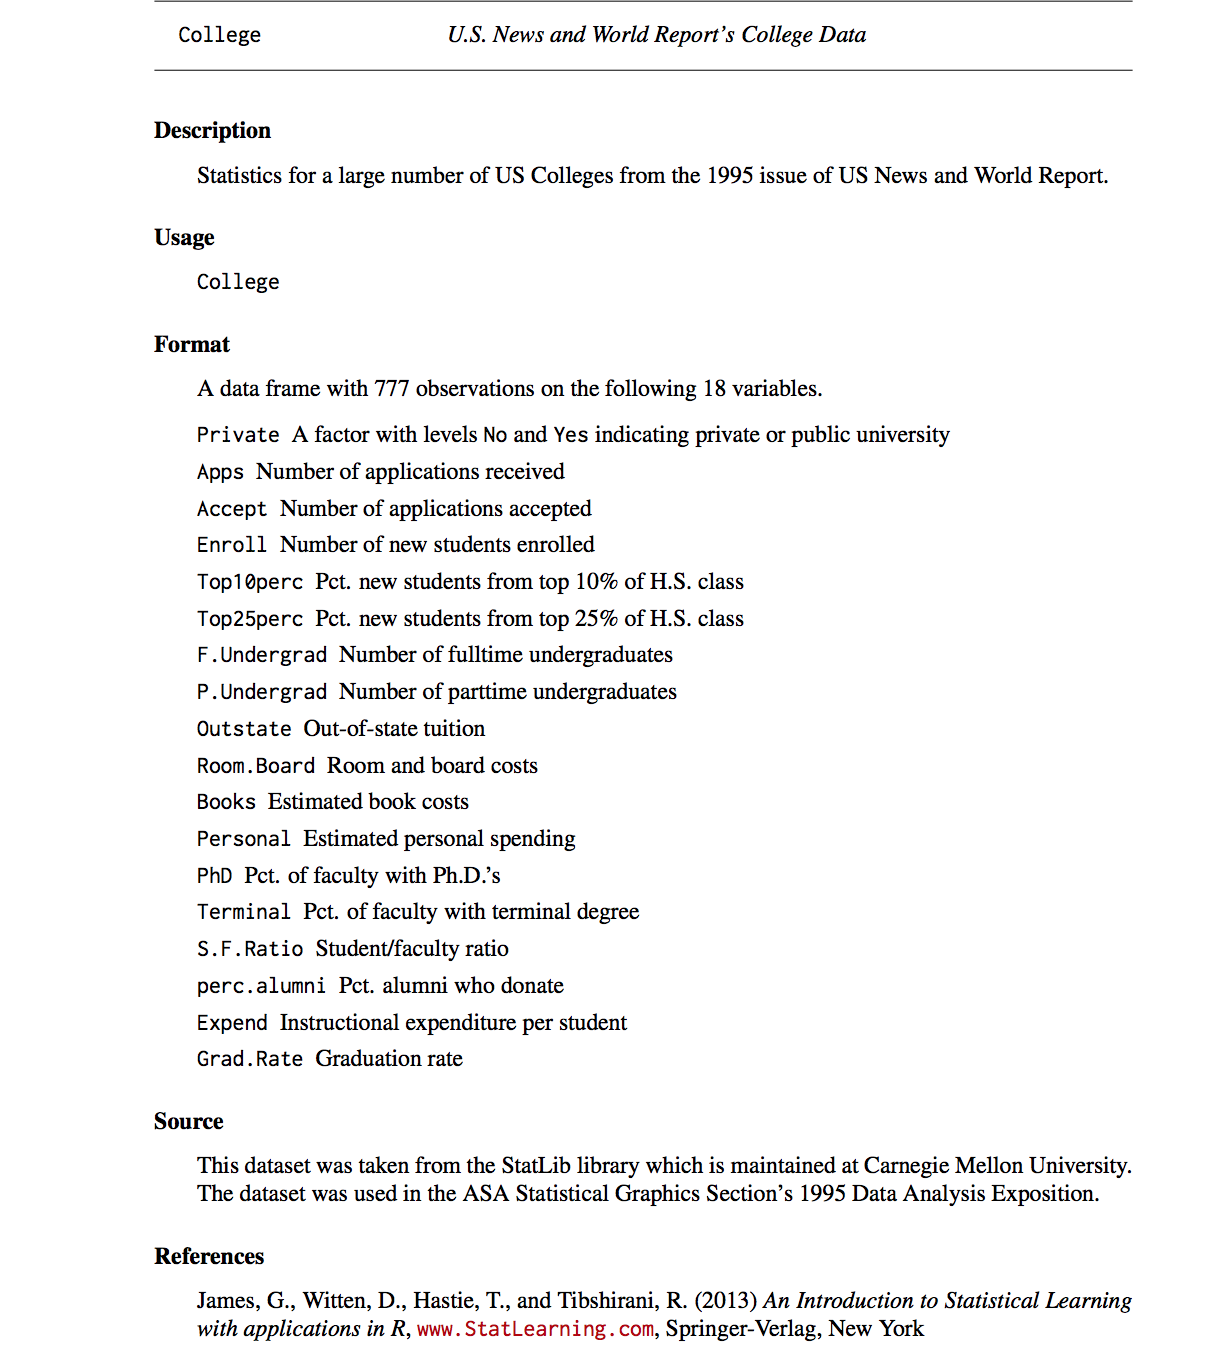 College U.S. News and World Report’s College Data
Description
Statistics for a large number of US Colleges from the 1995 issue of US News and World Report.
Usage
College
Format
A data frame with 777 observations on the following 18 variables.
Private A factor with levels No and Yes indicating private or public university
Apps Number of applications received
Accept Number of applications accepted
Enroll Number of new students enrolled
Top10perc Pct. new students from top 10% of H.S. class
Top25perc Pct. new students from top 25% of H.S. class
F.Undergrad Number of fulltime undergraduates
P.Undergrad Number of parttime undergraduates
Outstate Out-of-state tuition
Room.Board Room and board costs
Books Estimated book costs
Personal Estimated personal spending
PhD Pct. of faculty with Ph.D.’s
Terminal Pct. of faculty with terminal degree
S.F.Ratio Student/faculty ratio
perc.alumni Pct. alumni who donate
Expend Instructional expenditure per student
Grad.Rate Graduation rate
Source
This dataset was taken from the StatLib library which is maintained at Carnegie Mellon University.
The dataset was used in the ASA Statistical Graphics Section’s 1995 Data Analysis Exposition.
References
James, G., Witten, D., Hastie, T., and Tibshirani, R. (2013) An Introduction to Statistical Learning
with applications in R, www.StatLearning.com, Springer-Verlag, New York